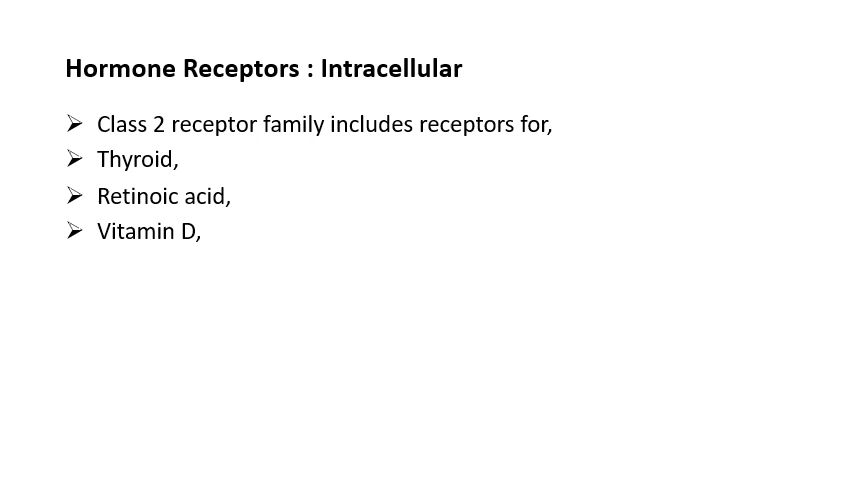 Hormone Receptors : Intracellular
➢ Class 2 receptor family includes receptors for,
➢ Thyroid,
➢ Retinoic acid,
➢ Vitamin D,